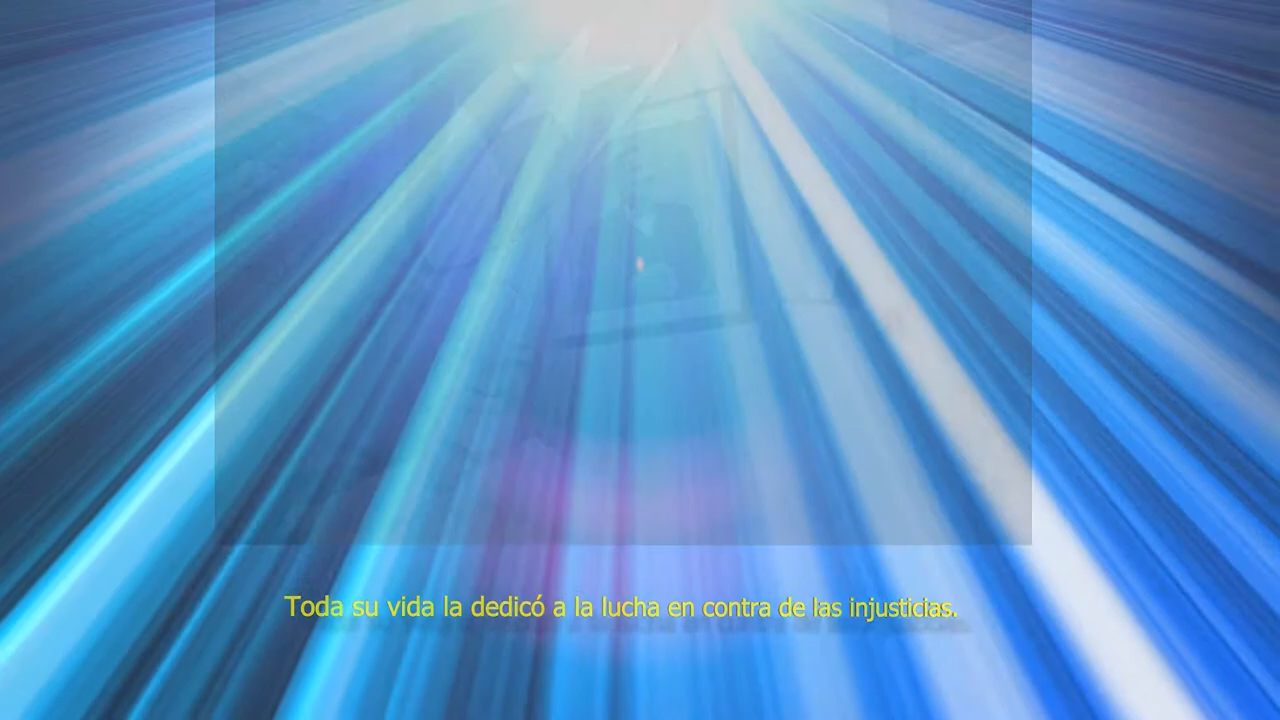 Toda su vida la dedicó a la lucha en contra de las injusticias.